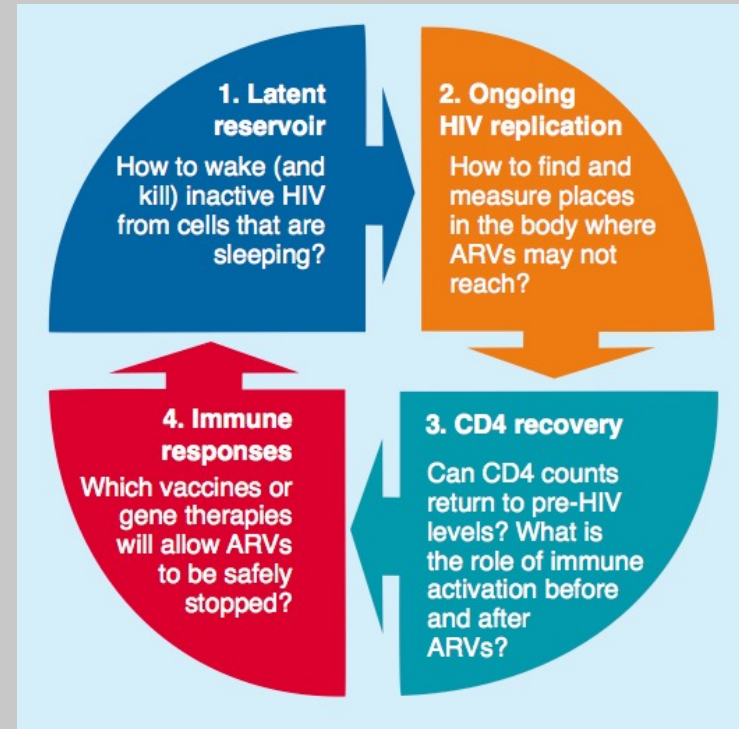 1. Latent
reservoir
How to wake (and
kill) inactive HIV
from cells that are
sleeping?
2. Ongoing
HIV replication
How to find and
measure places
in the body where
ARVs may not
reach?
3. CD4 recovery
Can CD4 counts
return to pre-HIV
levels? What is
the role of immune
activation before
and after
ARVs?
4. Immune
responses
Which vaccines or
gene therapies
will allow ARVs
to be safely
stopped?